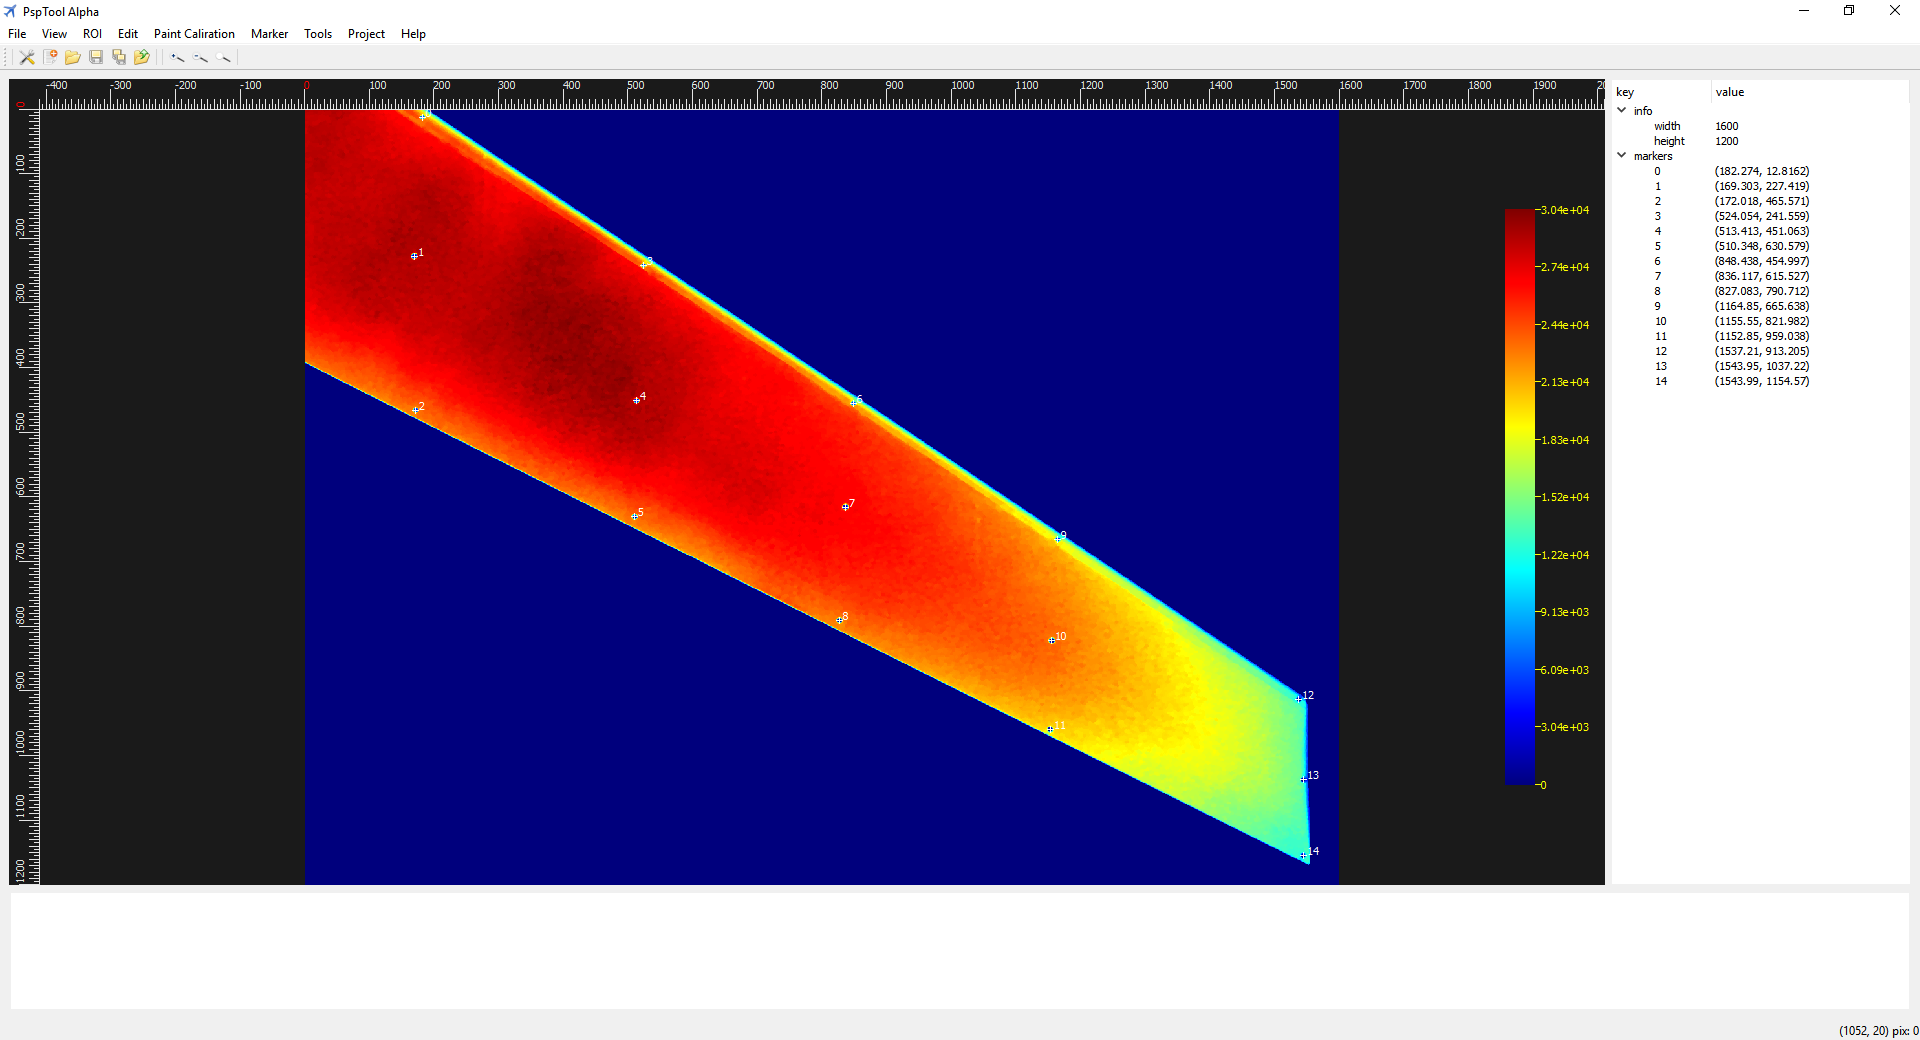 PspTool Alpha
File View ROI Edit Paint Caliration Marker Tools Project Help
-400 -300 -200 -100 0 100 200 300 400 500 600 700 800 900 1000 1100 1200 1300 1400 1500 1600 1700 1800 1900
0
100
200
300
400
500
600
700
800
900
1000
1100
1200
1
2
3
4
5
6
7
8
9
10
11
12
13
14
3.04e+04
2.74e+04
2.44e+04
2.13e+04
1.83e+04
1.52e+04
1.22e+04
9.13e+03
6.09e+03
3.04e+03
0
key value
info
width 1600
height 1200
markers
0 (182.274, 12.8162)
1 (169.303, 227.419)
2 (172.018, 465.571)
3 (524.054, 241.559)
4 (513.413, 451.063)
5 (510.348, 630.579)
6 (848.438, 454.997)
7 (836.117, 615.527)
8 (827.083, 790.712)
9 (1164.85, 665.638)
10 (1155.55, 821.982)
11 (1152.85, 959.038)
12 (1537.21, 913.205)
13 (1543.95, 1037.22)
14 (1543.99, 1154.57)
(1052, 20) pix: 0